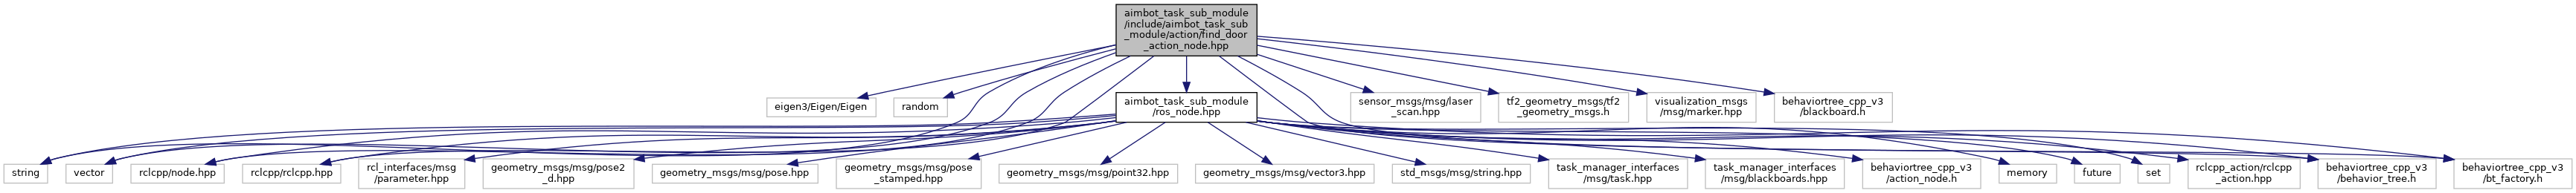 aimbot_task_sub_module
/include/aimbot_task_sub
_module/action/find_door
_action_node.hpp
eigen3/Eigen/Eigen
random
aimbot_task_sub_module
/ros_node.hpp
sensor_msgs/msg/laser
_scan.hpp
tf2_geometry_msgs/tf2
_geometry_msgs.h
visualization_msgs
/msg/marker.hpp
behaviortree_cpp_v3
/blackboard.h
string
vector
rclcpp/node.hpp
rclcpp/rclcpp.hpp
rcl_interfaces/msg
/parameter.hpp
geometry_msgs/msg/pose2
_d.hpp
geometry_msgs/msg/pose.hpp
geometry_msgs/msg/pose
_stamped.hpp
geometry_msgs/msg/point32.hpp
geometry_msgs/msg/vector3.hpp
std_msgs/msg/string.hpp
task_manager_interfaces
/msg/task.hpp
task_manager_interfaces
/msg/blackboards.hpp
behaviortree_cpp_v3
/action_node.h
memory
future
set
rclcpp_action/rclcpp
_action.hpp
behaviortree_cpp_v3
/behavior_tree.h
behaviortree_cpp_v3
/bt_factory.h